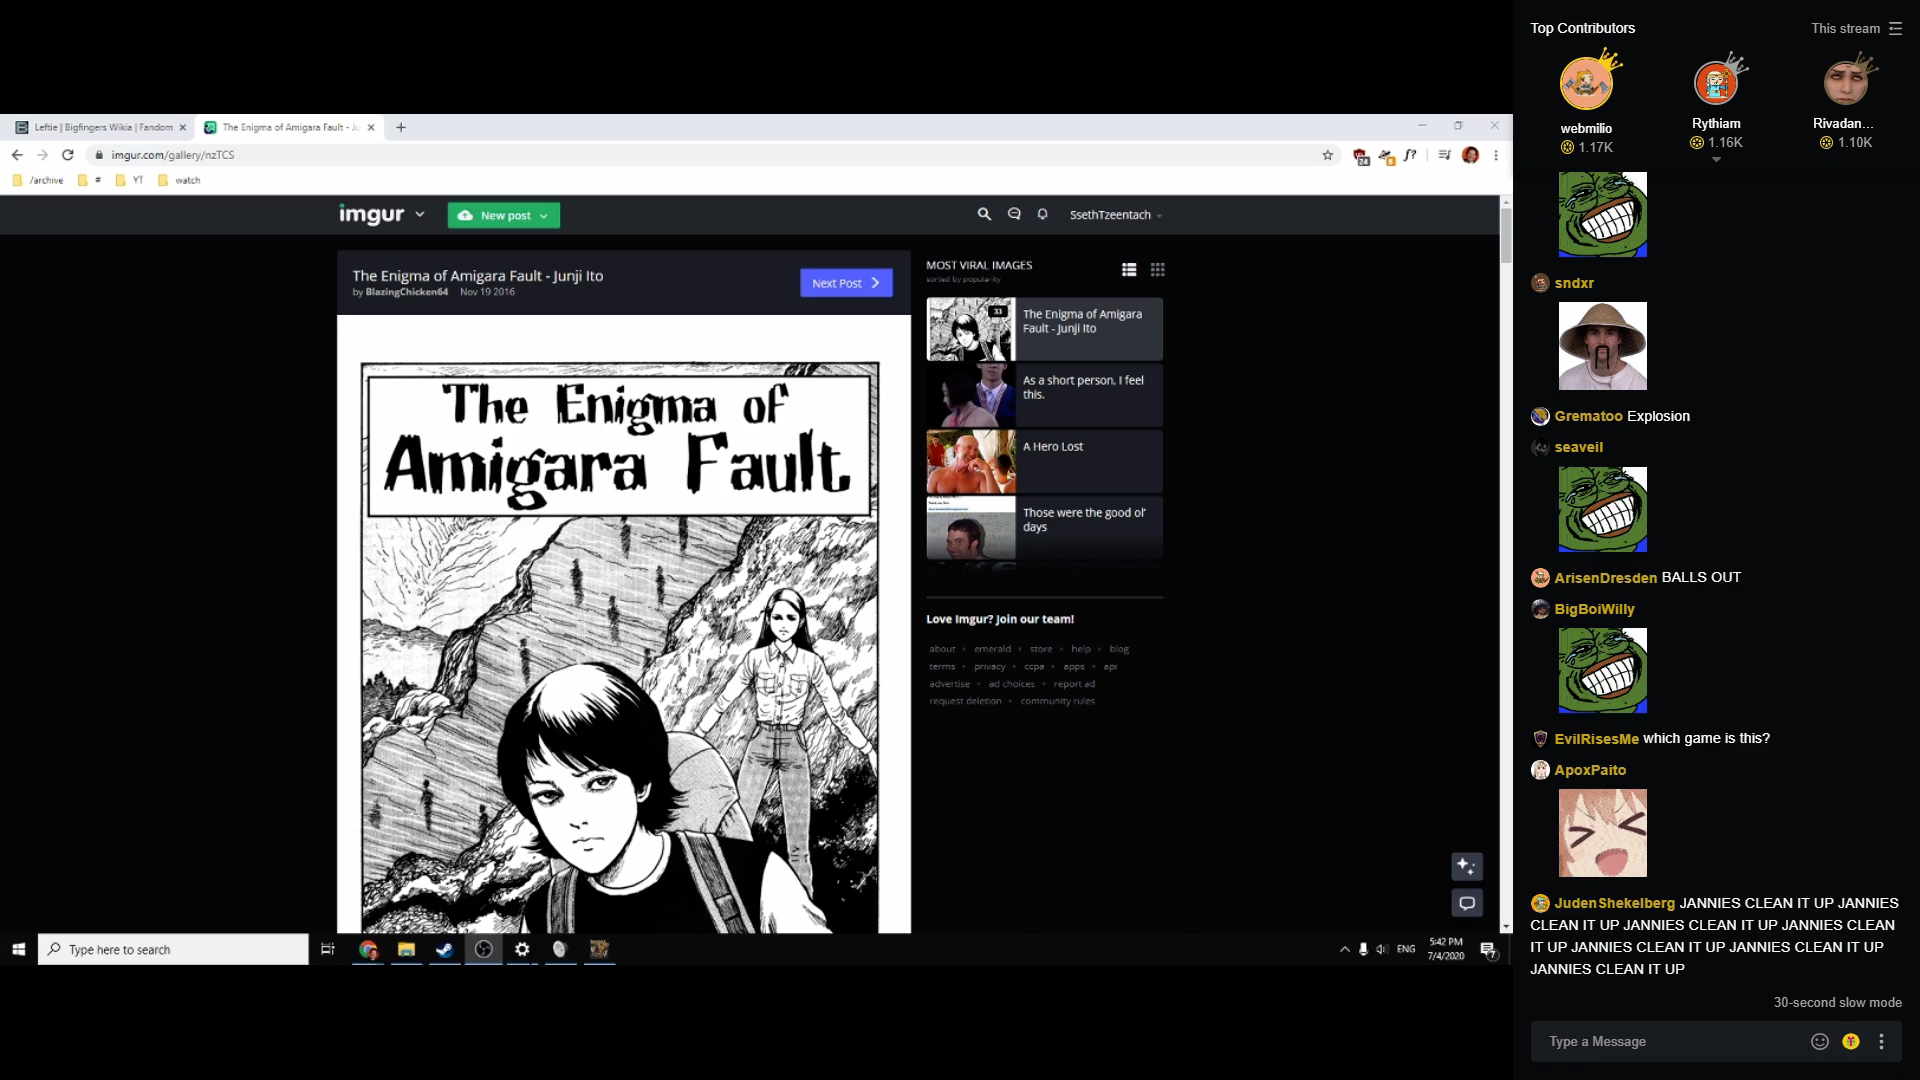 Leftie | Bigfingers Wikia | Fandom
The Enigma of Amigara Fault - Ju
imgur.com/gallery/nzTCS
24
8
f?
/archive
#
YT
watch
imgur
New post
SsethTzeentach
The Enigma of Amigara Fault - Junji Ito
by BlazingChicken64 Nov 19 2016
Next Post
The Enigma of
Amigara Fault
MOST VIRAL IMAGES
sorted by popularity
33
The Enigma of Amigara
Fault - Junji Ito
As a short person, I feel
this.
A Hero Lost
Those were the good ol'
days
Love Imgur? Join our team!
about • emerald • store • help • blog
terms • privacy • ccpa • apps • api
advertise • ad choices • report ad
request deletion • community rules
Type here to search
ENG
5:42 PM
7/4/2020
7
Top Contributors
This stream
webmilio
1.17K
Rythiam
1.16K
Rivadan...
1.10K
sndxr
Grematoo Explosion
seaveil
ArisenDresden BALLS OUT
BigBoiWilly
EvilRisesMe which game is this?
ApoxPaito
JudenShekelberg JANNIES CLEAN IT UP JANNIES
CLEAN IT UP JANNIES CLEAN IT UP JANNIES CLEAN
IT UP JANNIES CLEAN IT UP JANNIES CLEAN IT UP
JANNIES CLEAN IT UP
30-second slow mode
Type a Message